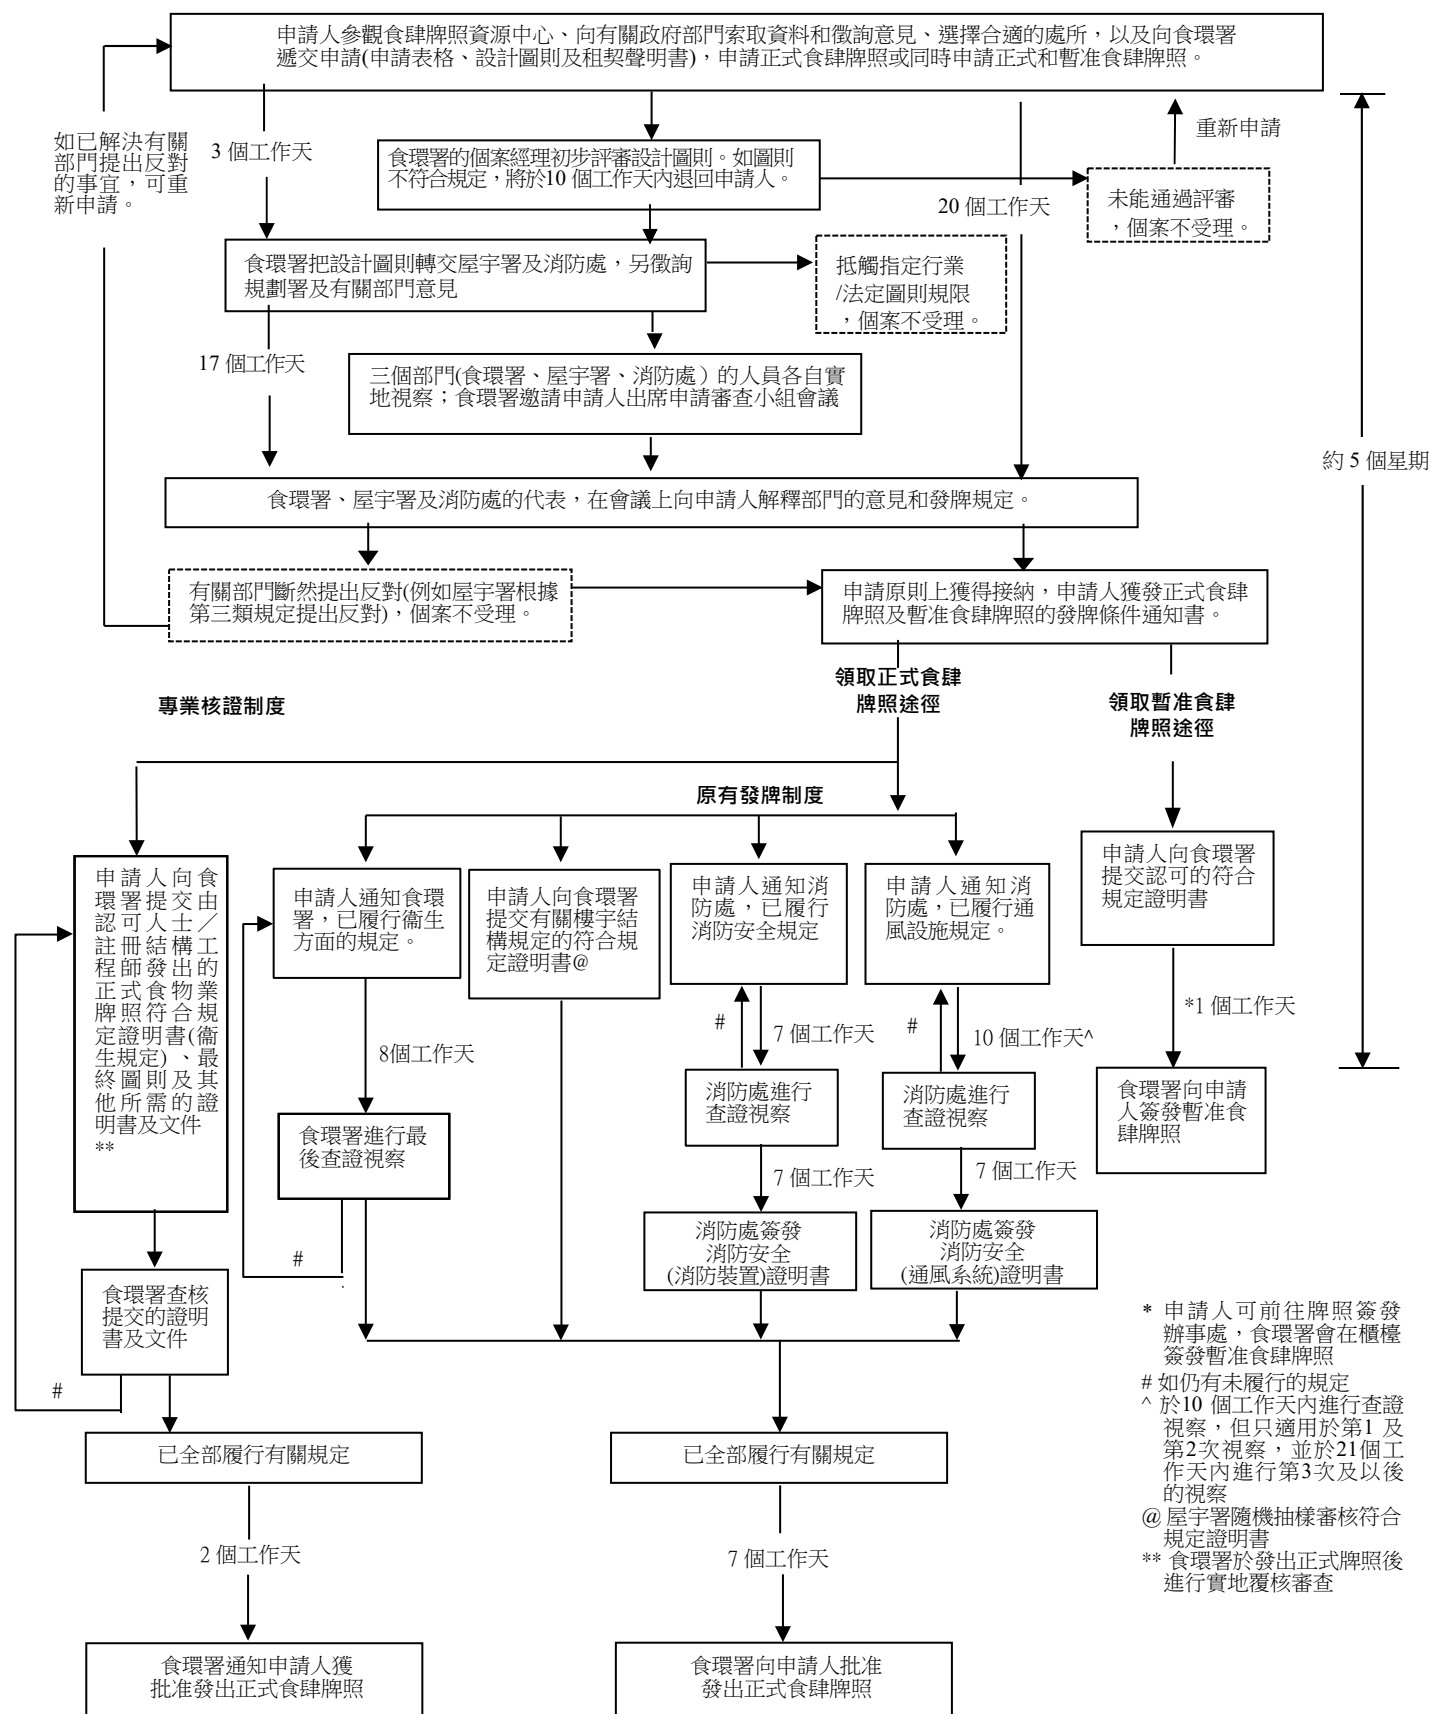 申請人參觀食肆牌照資源中心、向有關政府部門索取資料和徵詢意見、選擇合適的處所，以及向食環署
遞交申請(申請表格、設計圖則及租契聲明書)，申請正式食肆牌照或同時申請正式和暫准食肆牌照。
如已解決有關
部門提出反對
的事宜，可重
新申請。
3 個工作天
食環署的個案經理初步評審設計圖則。如圖則
不符合規定，將於10 個工作天內退回申請人。
20 個工作天
重新申請
未能通過評審
，個案不受理。
食環署把設計圖則轉交屋宇署及消防處，另徵詢
規劃署及有關部門意見
抵觸指定行業
/法定圖則規限
，個案不受理。
17 個工作天
三個部門(食環署、屋宇署、消防處）的人員各自實
地視察；食環署邀請申請人出席申請審查小組會議
約 5 個星期
食環署、屋宇署及消防處的代表，在會議上向申請人解釋部門的意見和發牌規定。
有關部門斷然提出反對(例如屋宇署根據
第三類規定提出反對)，個案不受理。
申請原則上獲得接納，申請人獲發正式食肆
牌照及暫准食肆牌照的發牌條件通知書。
專業核證制度
領取正式食肆
牌照途徑
領取暫准食肆
牌照途徑
原有發牌制度
申請人向食
環署提交由
認可人士／
註冊結構工
程師發出的
正式食物業
牌照符合規
定證明書(衞
生規定)、最
終圖則及其
他所需的證
明書及文件
**
申請人通知食環
署，已履行衞生
方面的規定。
申請人向食環署
提交有關樓宇結
構規定的符合規
定證明書@
申請人通知消
防處，已履行
消防安全規定
申請人通知消
防處，已履行通
風設施規定。
申請人向食環署
提交認可的符合
規定證明書
8個工作天
#
7 個工作天
#
10 個工作天^
*1 個工作天
食環署進行最
後查證視察
消防處進行
查證視察
消防處進行
查證視察
食環署向申請
人簽發暫准食
肆牌照
7 個工作天
7 個工作天
#
消防處簽發
消防安全
(消防裝置)證明書
消防處簽發
消防安全
(通風系統)證明書
食環署查核
提交的證明
書及文件
#
已全部履行有關規定
已全部履行有關規定
2 個工作天
7 個工作天
食環署通知申請人獲
批准發出正式食肆牌照
食環署向申請人批准
發出正式食肆牌照
* 申請人可前往牌照簽發
辦事處，食環署會在櫃檯
簽發暫准食肆牌照
# 如仍有未履行的規定
^ 於10 個工作天內進行查證
視察，但只適用於第1 及
第2次視察，並於21個工
作天內進行第3次及以後
的視察
@ 屋宇署隨機抽樣審核符合
規定證明書
** 食環署於發出正式牌照後
進行實地覆核審查